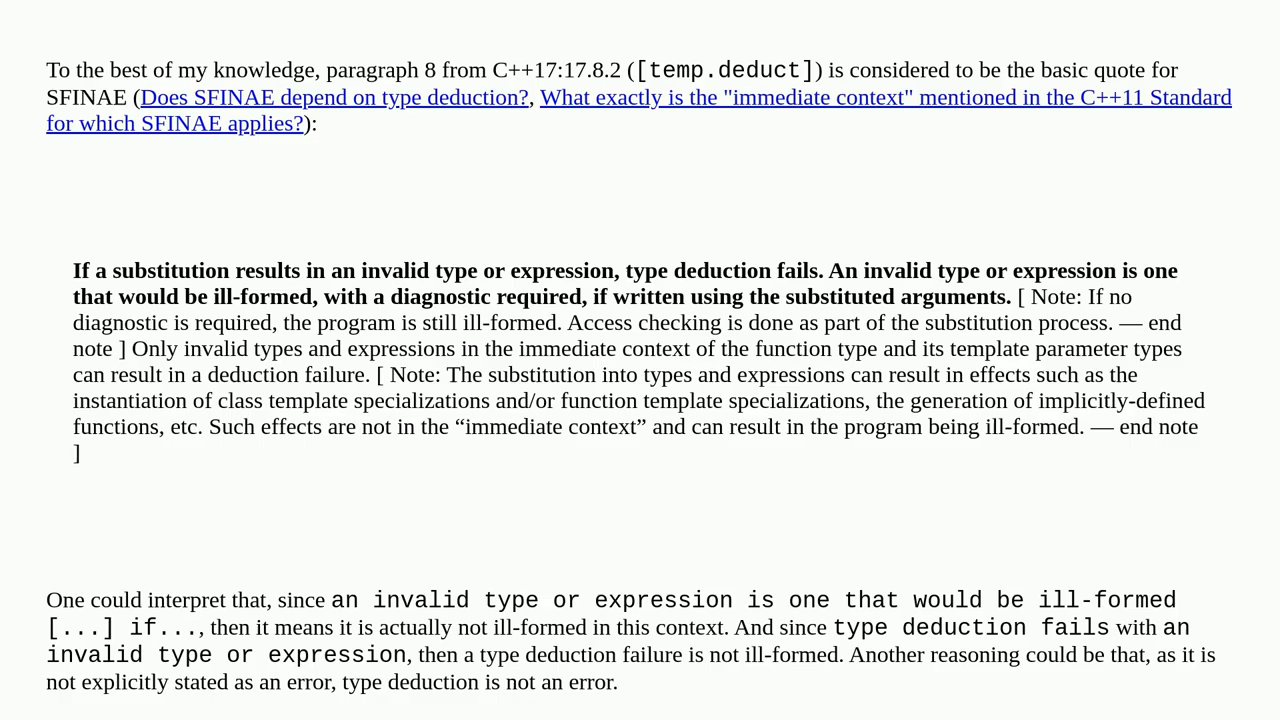 To the best of my knowledge, paragraph 8 from C++17:17.8.2 ([temp.deduct]) is considered to be the basic quote for
SFINAE (Does SFINAE depend on type deduction?, What exactly is the "immediate context" mentioned in the C++11 Standard
for which SFINAE applies?):
If a substitution results in an invalid type or expression, type deduction fails. An invalid type or expression is one
that would be ill-formed, with a diagnostic required, if written using the substituted arguments. [ Note: If no
diagnostic is required, the program is still ill-formed. Access checking is done as part of the substitution process. — end
note ] Only invalid types and expressions in the immediate context of the function type and its template parameter types
can result in a deduction failure. [ Note: The substitution into types and expressions can result in effects such as the
instantiation of class template specializations and/or function template specializations, the generation of implicitly-defined
functions, etc. Such effects are not in the “immediate context” and can result in the program being ill-formed. — end note
]
One could interpret that, since an invalid type or expression is one that would be ill-formed
[...] if..., then it means it is actually not ill-formed in this context. And since type deduction fails with an
invalid type or expression, then a type deduction failure is not ill-formed. Another reasoning could be that, as it is
not explicitly stated as an error, type deduction is not an error.